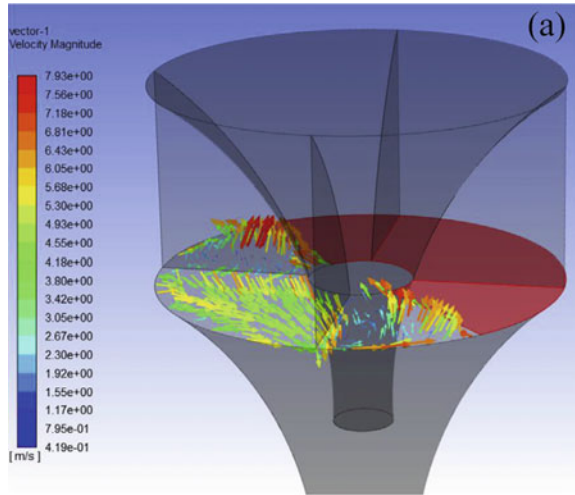 (a)
vector-1
Velocity Magnitude
7.93e+00
7.56e+00
7.18e+00
6.81e+00
6.43e+00
6.05e+00
5.68e+00
5.30e+00
4.93e+00
4.55e+00
4.18e+00
3.80e+00
3.42e+00
3.05e+00
2.67e+00
2.30e+00
1.92e+00
1.55e+00
1.17e+00
7.95e-01
4.19e-01
[ m/s ]